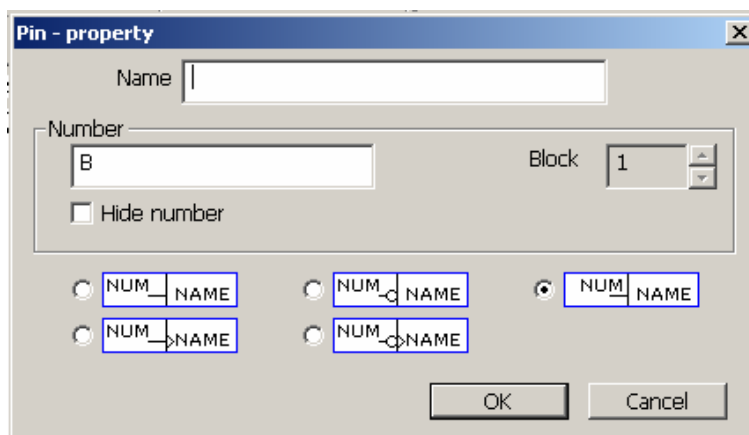 Pin - property
Name
Number
B
Block 1
Hide number
NUM NAME NUM NAME NUM NAME
NUM NAME NUM NAME
OK Cancel